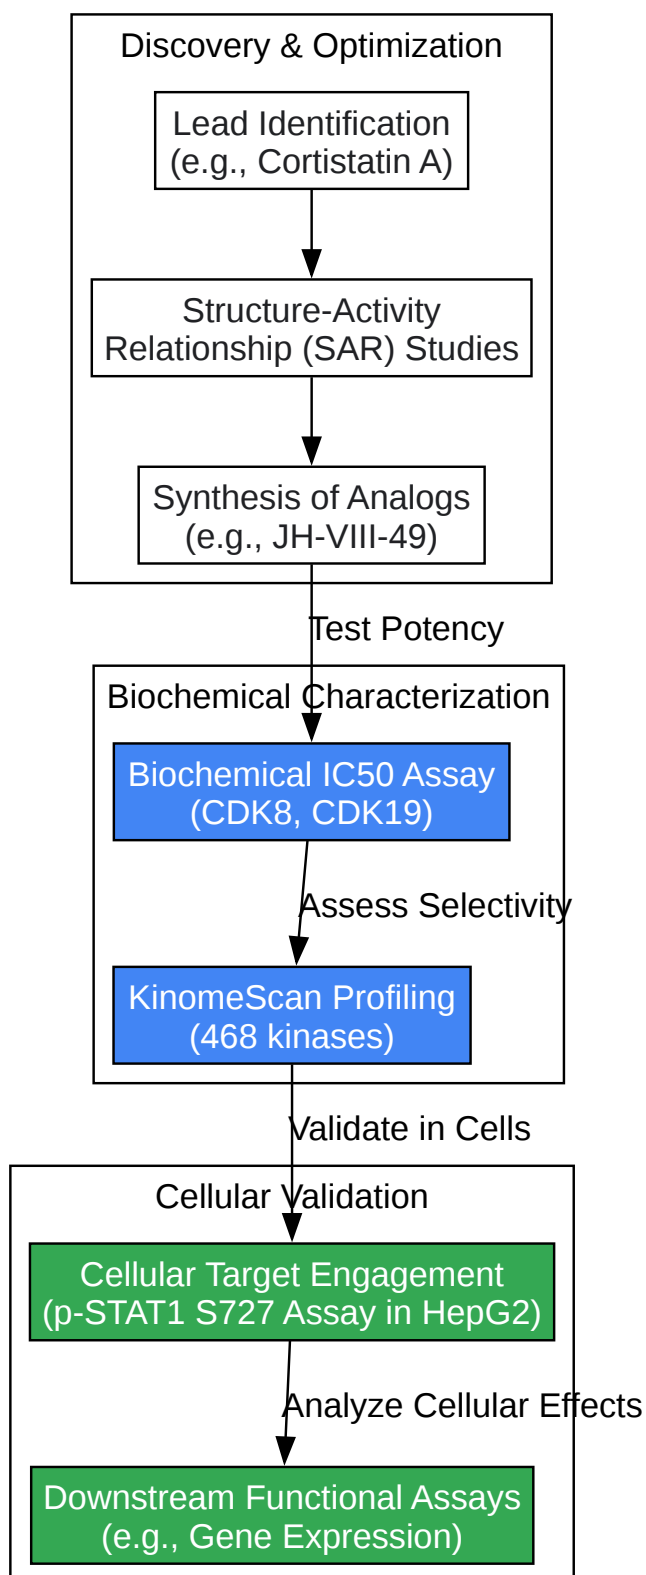 Discovery & Optimization
Lead Identification
(e.g., Cortistatin A)
Structure-Activity
Relationship (SAR) Studies
Synthesis of Analogs
(e.g., JH-VIII-49)
Test Potency
Biochemical Characterization
Biochemical IC50 Assay
(CDK8, CDK19)
Assess Selectivity
KinomeScan Profiling
(468 kinases)
Validate in Cells
Cellular Validation
Cellular Target Engagement
(p-STAT1 S727 Assay in HepG2)
Analyze Cellular Effects
Downstream Functional Assays
(e.g., Gene Expression)